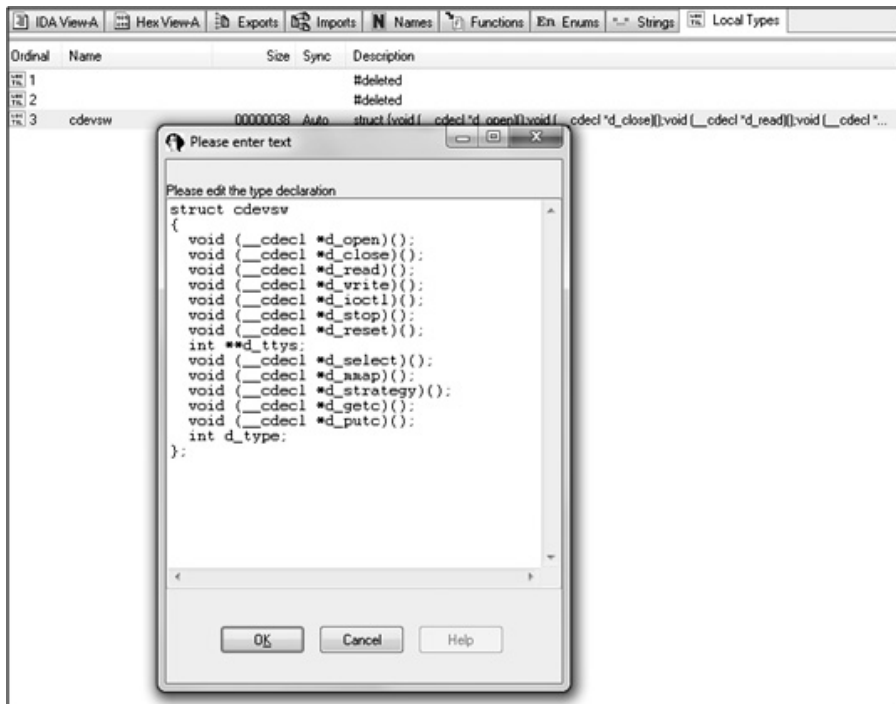 IDA View-A Hex View-A Exports Imports N Names Functions En Enums "..." Strings Local Types
Ordinal Name Size Sync Description
1 #deleted
2 #deleted
3 cdevsw 00000038 Auto struct {void (__cdecl *d_open)();void (__cdecl *d_close)();void (__cdecl *d_read)();void (__cdecl *...
Please enter text
Please edit the type declaration
struct cdevsw
{
void (__cdecl *d_open)();
void (__cdecl *d_close)();
void (__cdecl *d_read)();
void (__cdecl *d_write)();
void (__cdecl *d_ioctl)();
void (__cdecl *d_stop)();
void (__cdecl *d_reset)();
int **d_ttys;
void (__cdecl *d_select)();
void (__cdecl *d_mmap)();
void (__cdecl *d_strategy)();
void (__cdecl *d_getc)();
void (__cdecl *d_putc)();
int d_type;
};
OK Cancel Help